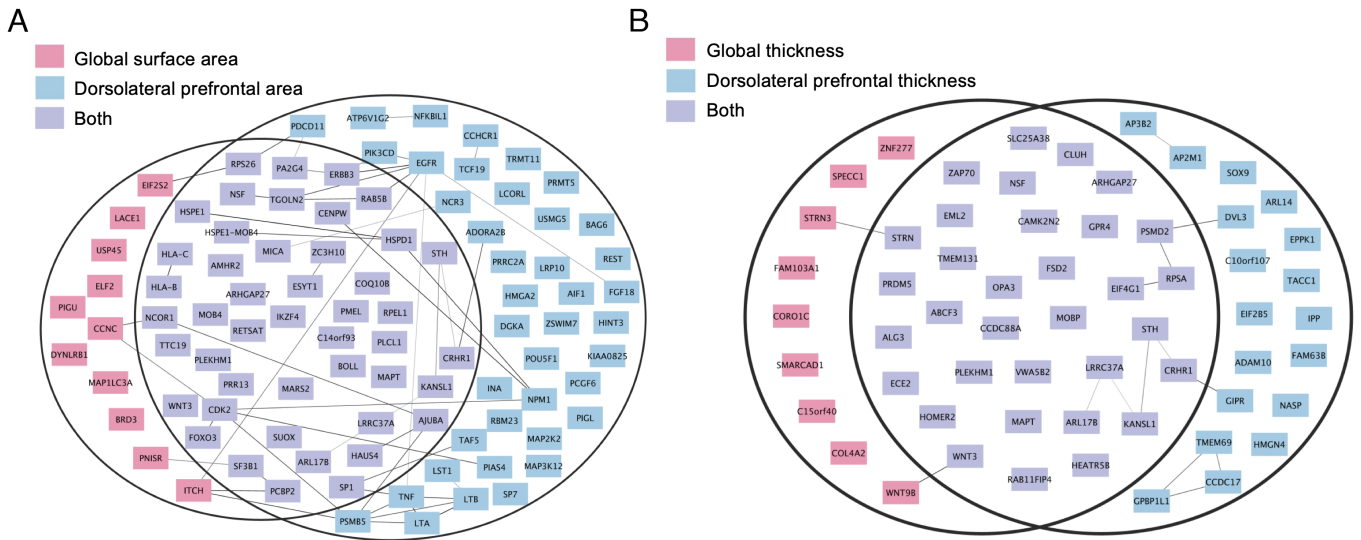 A
Global surface area
Dorsolateral prefrontal area
Both
PDCD11
ATP6V1G2
NFKBIL1
CCHCR1
PIK3CD
RPS26
PA2G4
ERBB3
EGFR
TCF19
TRMT11
EIF2S2
NSF
TGOLN2
RAB5B
LCORL
PRMT5
LACE1
HSPE1
CENPW
NCR3
USMG5
BAG6
HSPE1-MOB4
MICA
ZC3H10
HSPD1
STH
ADORA2B
USP45
HLA-C
AMHR2
PRRC2A
LRP10
REST
ELF2
HLA-B
ARHGAP27
ESYT1
COQ10B
HMGA2
AIF1
FGF18
PIGU
CCNC
NCOR1
MOB4
RETSAT
IKZF4
PMEL
RPEL1
DGKA
ZSWIM7
HINT3
DYNLRB1
TTC19
PLEKHM1
C14orf93
PLCL1
CRHR1
POU5F1
KIAA0825
MAP1LC3A
PRR13
MARS2
BOLL
MAPT
KANSL1
INA
PCGF6
NPM1
BRD3
WNT3
CDK2
LRRC37A
AJUBA
RBM23
PIGL
FOXO3
SUOX
TAF5
MAP2K2
PNISR
SF3B1
ARL17B
HAUS4
LST1
PIAS4
MAP3K12
ITCH
PCBP2
SP1
TNF
LTB
SP7
PSMB5
LTA
B
Global thickness
Dorsolateral prefrontal thickness
Both
AP3B2
SLC25A38
ZNF277
CLUH
AP2M1
SPECC1
ZAP70
NSF
ARHGAP27
SOX9
STRN3
EML2
CAMK2N2
GPR4
PSMD2
DVL3
ARL14
STRN
EPPK1
FAM103A1
TMEM131
FSD2
RPSA
C10orf107
PRDM5
OPA3
EIF4G1
TACC1
CORO1C
ABCF3
CCDC88A
MOBP
STH
EIF2B5
IPP
ALG3
SMARCAD1
PLEKHM1
VWA5B2
LRRC37A
CRHR1
ADAM10
FAM63B
ECE2
C15orf40
HOMER2
MAPT
ARL17B
KANSL1
GIPR
NASP
COL4A2
WNT3
HEATR5B
TMEM69
HMGN4
WNT9B
RAB11FIP4
CCDC17
GPBP1L1